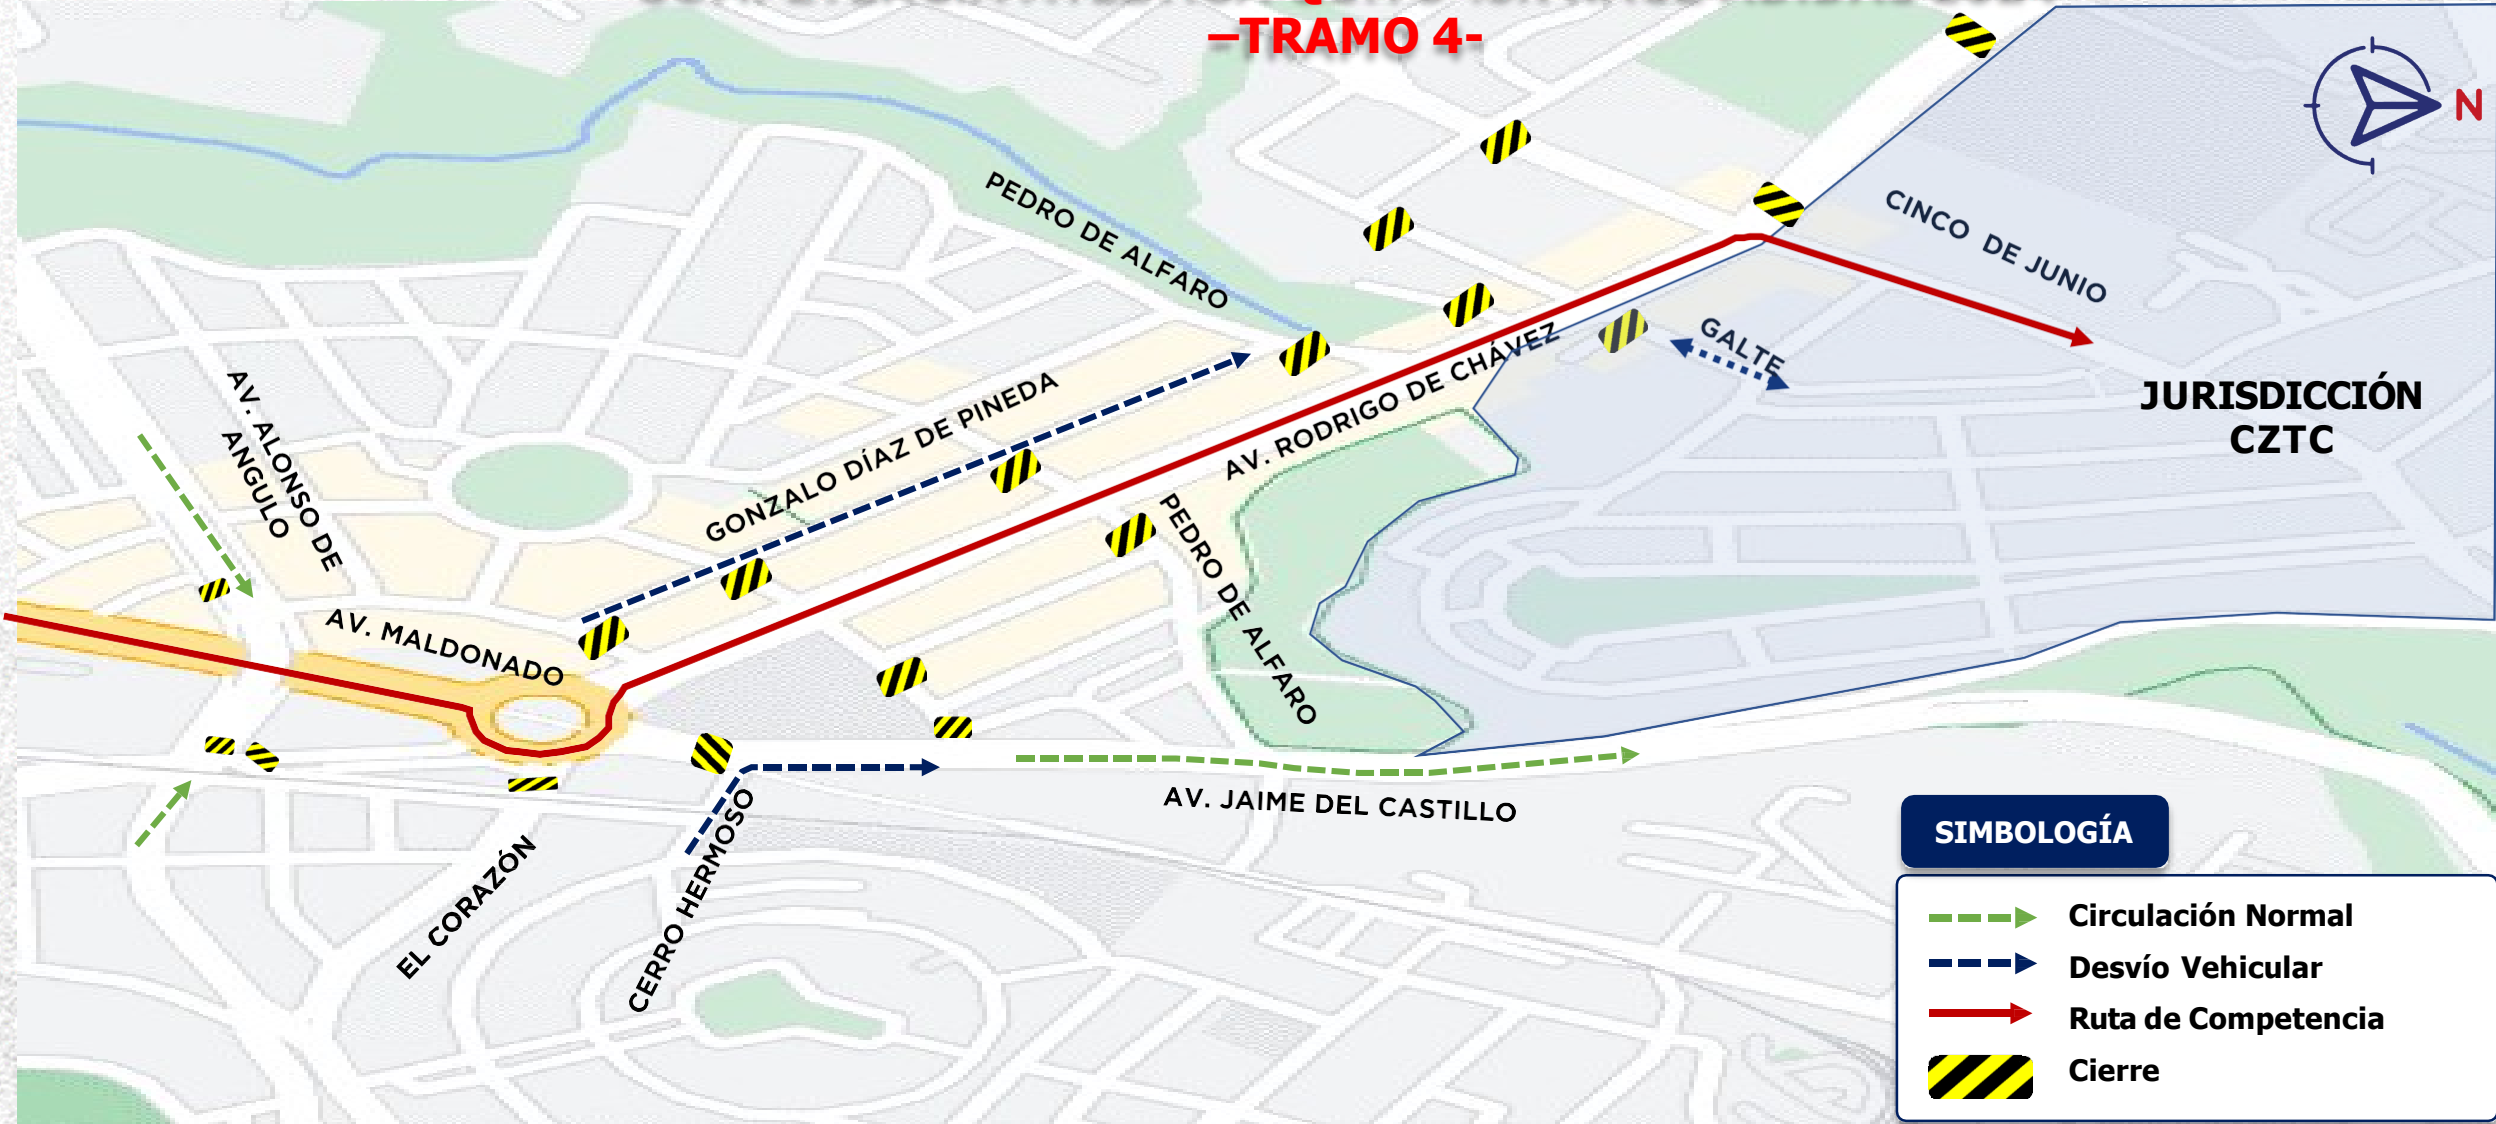 –TRAMO 4-
N
PEDRO DE ALFARO
CINCO DE JUNIO
GALTE
JURISDICCIÓN
CZTC
AV. ALONSO DE
ANGULO
GONZALO DÍAZ DE PINEDA
AV. RODRIGO DE CHÁVEZ
PEDRO DE ALFARO
AV. MALDONADO
AV. JAIME DEL CASTILLO
EL CORAZÓN
CERRO HERMOSO
SIMBOLOGÍA
Circulación Normal
Desvío Vehicular
Ruta de Competencia
Cierre